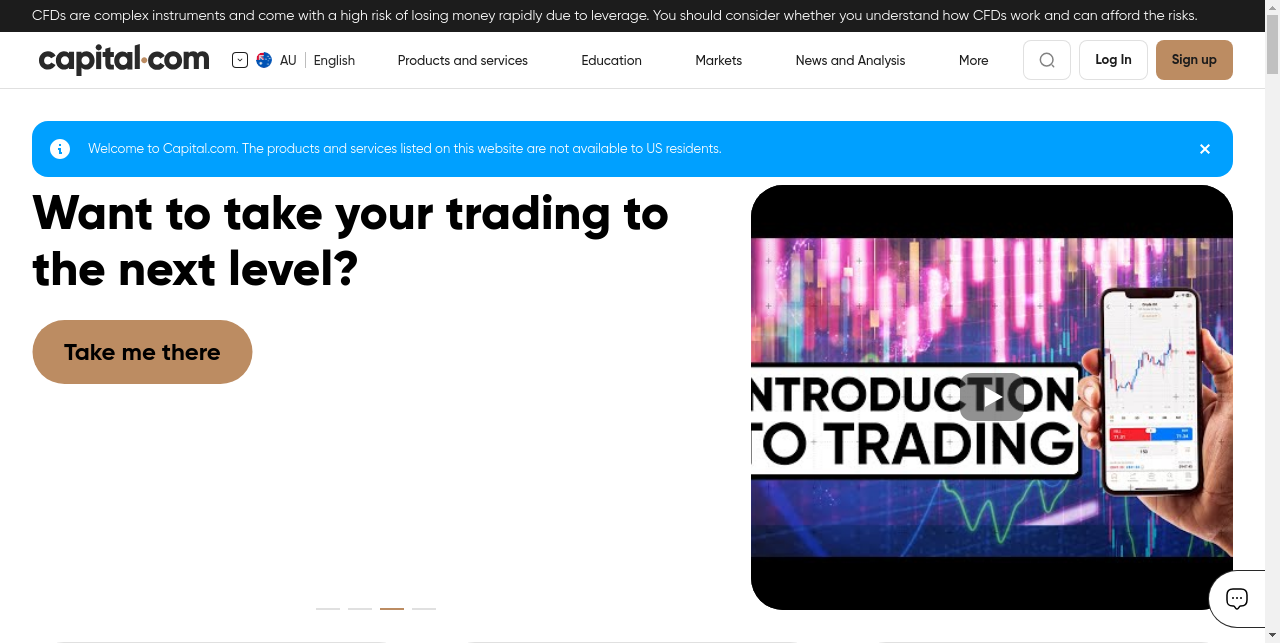 CFDs are complex instruments and come with a high risk of losing money rapidly due to leverage. You should consider whether you understand how CFDs work and can afford the risks.
capital.com
AU
English
Products and services
Education
Markets
News and Analysis
More
Log In
Sign up
Welcome to Capital.com. The products and services listed on this website are not available to US residents.
Want to take your trading to
the next level?
Take me there
NTRODUCTION
TO TRADING